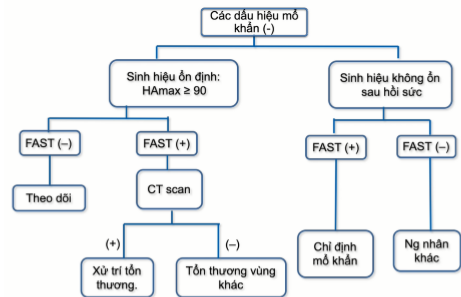 Các dấu hiệu mổ
khẩn (-)
Sinh hiệu ổn định:
HAmax ≥ 90
Sinh hiệu không ổn
sau hồi sức
FAST (–)
FAST (+)
FAST (+)
FAST (–)
Theo dõi
CT scan
(+)
(–)
Xử trí tổn
thương.
Tổn thương vùng
khác
Chỉ định
mổ khẩn
Ng nhân
khác